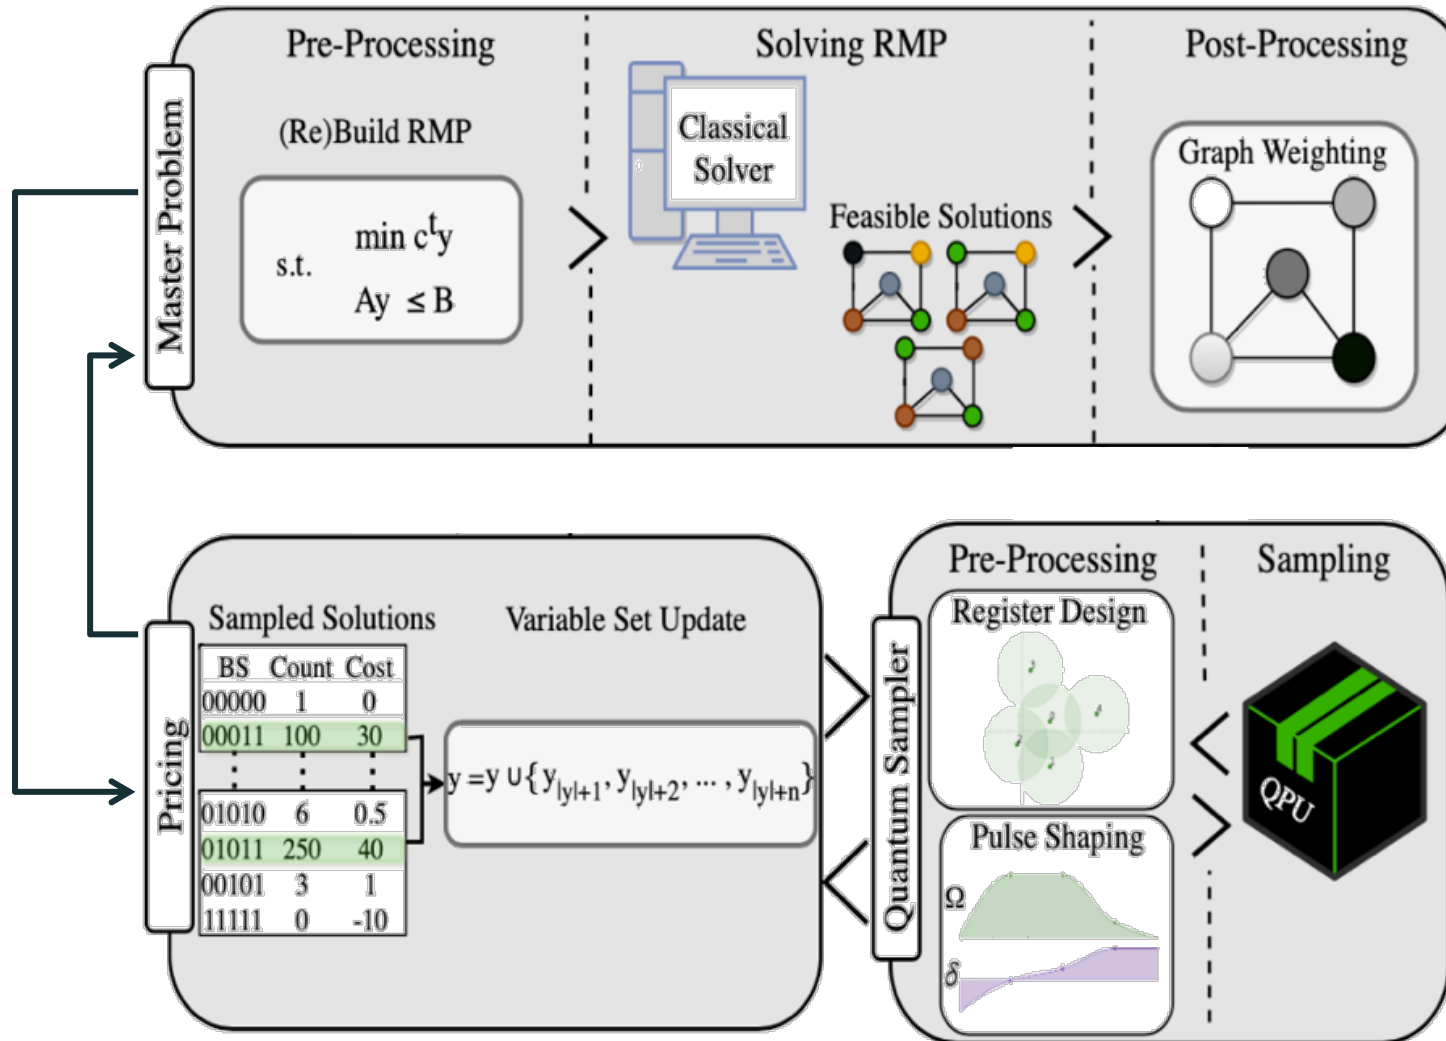 Master Problem
Pre-Processing
(Re)Build RMP
min cᵗy
s.t.
Ay ≤ B
Solving RMP
Classical
Solver
Feasible Solutions
Post-Processing
Graph Weighting
Pricing
Sampled Solutions
BS Count Cost
00000 1 0
00011 100 30
01010 6 0.5
01011 250 40
00101 3 1
11111 0 -10
Variable Set Update
y =y ∪{ y|y|+1, y|y|+2, ... , y|y|+n}
Quantum Sampler
Pre-Processing
Register Design
Pulse Shaping
Ω
δ
Sampling
QPU